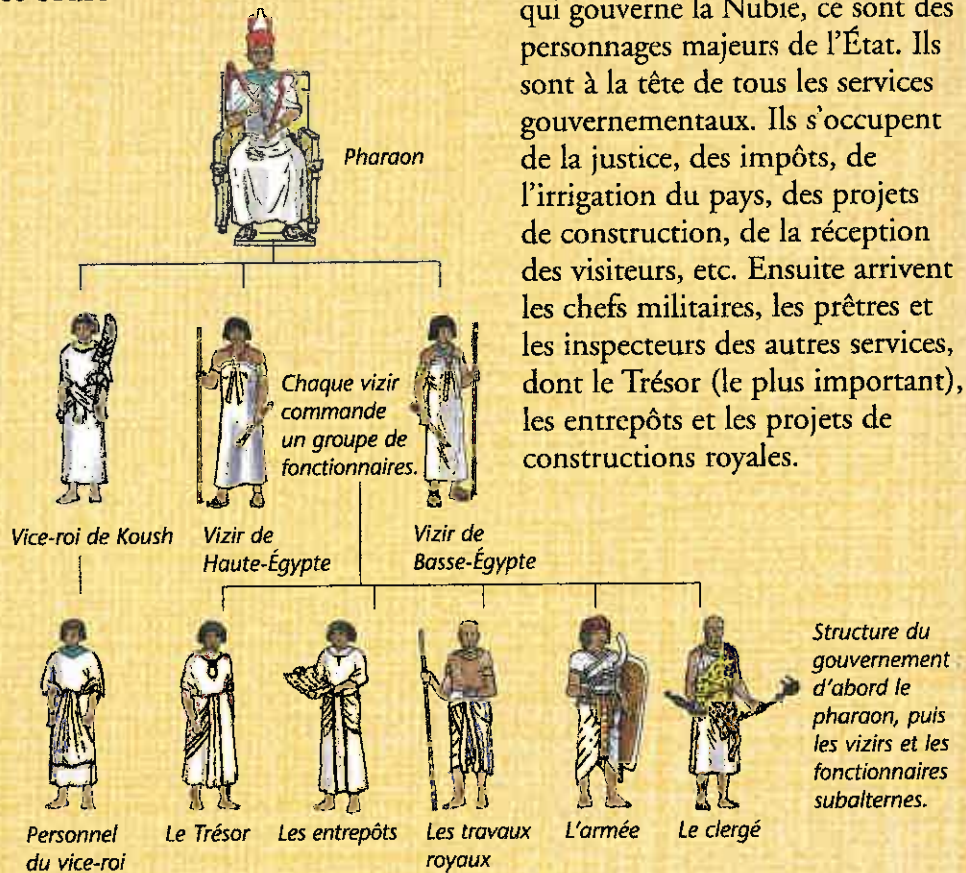 qui gouverne la Nubie, ce sont des
personnages majeurs de l'État. Ils
sont à la tête de tous les services
gouvernementaux. Ils s'occupent
de la justice, des impôts, de
l'irrigation du pays, des projets
de construction, de la réception
des visiteurs, etc. Ensuite arrivent
les chefs militaires, les prêtres et
les inspecteurs des autres services,
dont le Trésor (le plus important),
les entrepôts et les projets de
constructions royales.
Pharaon
Chaque vizir
commande
un groupe de
fonctionnaires.
Vice-roi de Koush
Vizir de
Haute-Égypte
Vizir de
Basse-Égypte
Personnel
du vice-roi
Le Trésor
Les entrepôts
Les travaux
royaux
L'armée
Le clergé
Structure du
gouvernement
d'abord le
pharaon, puis
les vizirs et les
fonctionnaires
subalternes.